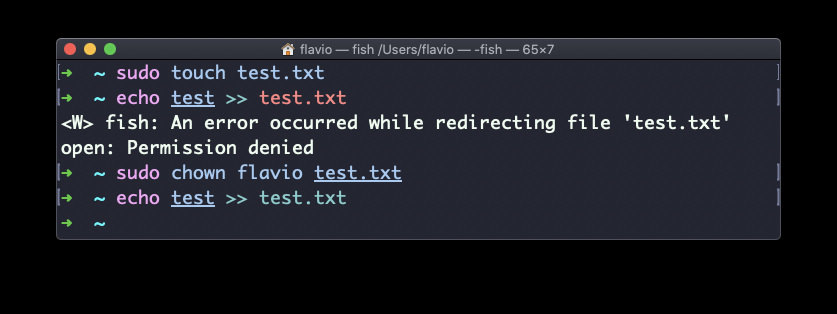 flavio — fish /Users/flavio — -fish — 65×7
[➜  ~ sudo touch test.txt ]
[➜  ~ echo test >> test.txt ]
<W> fish: An error occurred while redirecting file 'test.txt'
open: Permission denied
[➜  ~ sudo chown flavio test.txt ]
[➜  ~ echo test >> test.txt ]
➜  ~